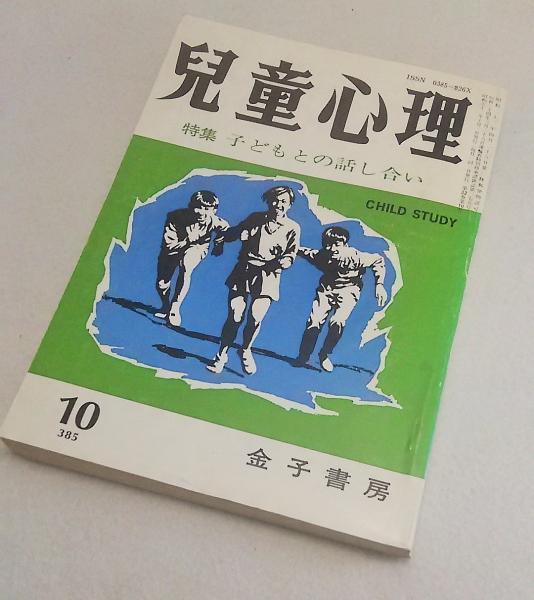 ISSN 0385-826X
兒童心理
特集 子どもとの話し合い
CHILD STUDY
10
385
金子書房